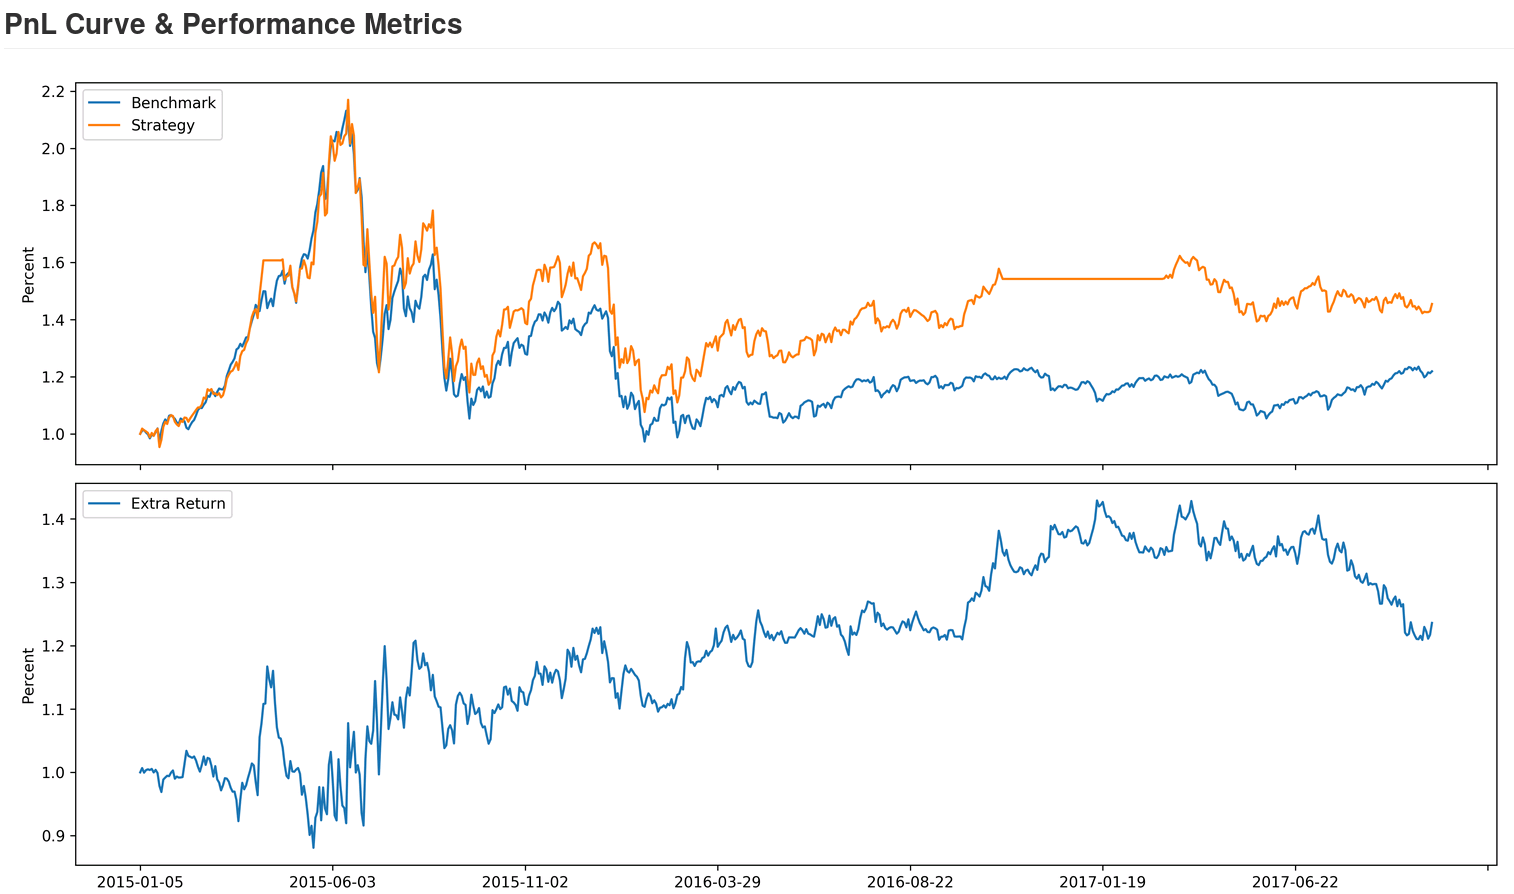 PnL Curve & Performance Metrics
Benchmark
Strategy
Percent
2.2
2.0
1.8
1.6
1.4
1.2
1.0
Extra Return
Percent
1.4
1.3
1.2
1.1
1.0
0.9
2015-01-05 2015-06-03 2015-11-02 2016-03-29 2016-08-22 2017-01-19 2017-06-22